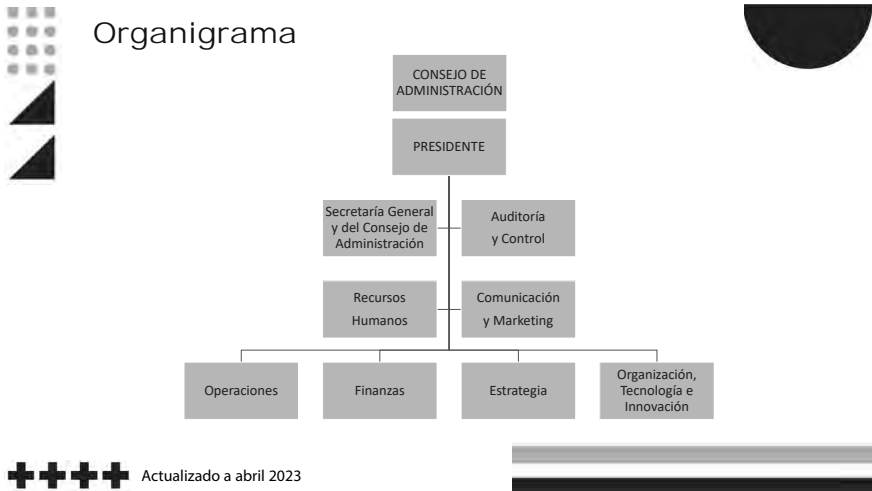 Organigrama
CONSEJO DE
ADMINISTRACIÓN
PRESIDENTE
Secretaría General
y del Consejo de
Administración
Auditoría
y Control
Recursos
Humanos
Comunicación
y Marketing
Operaciones
Finanzas
Estrategia
Organización,
Tecnología e
Innovación
Actualizado a abril 2023